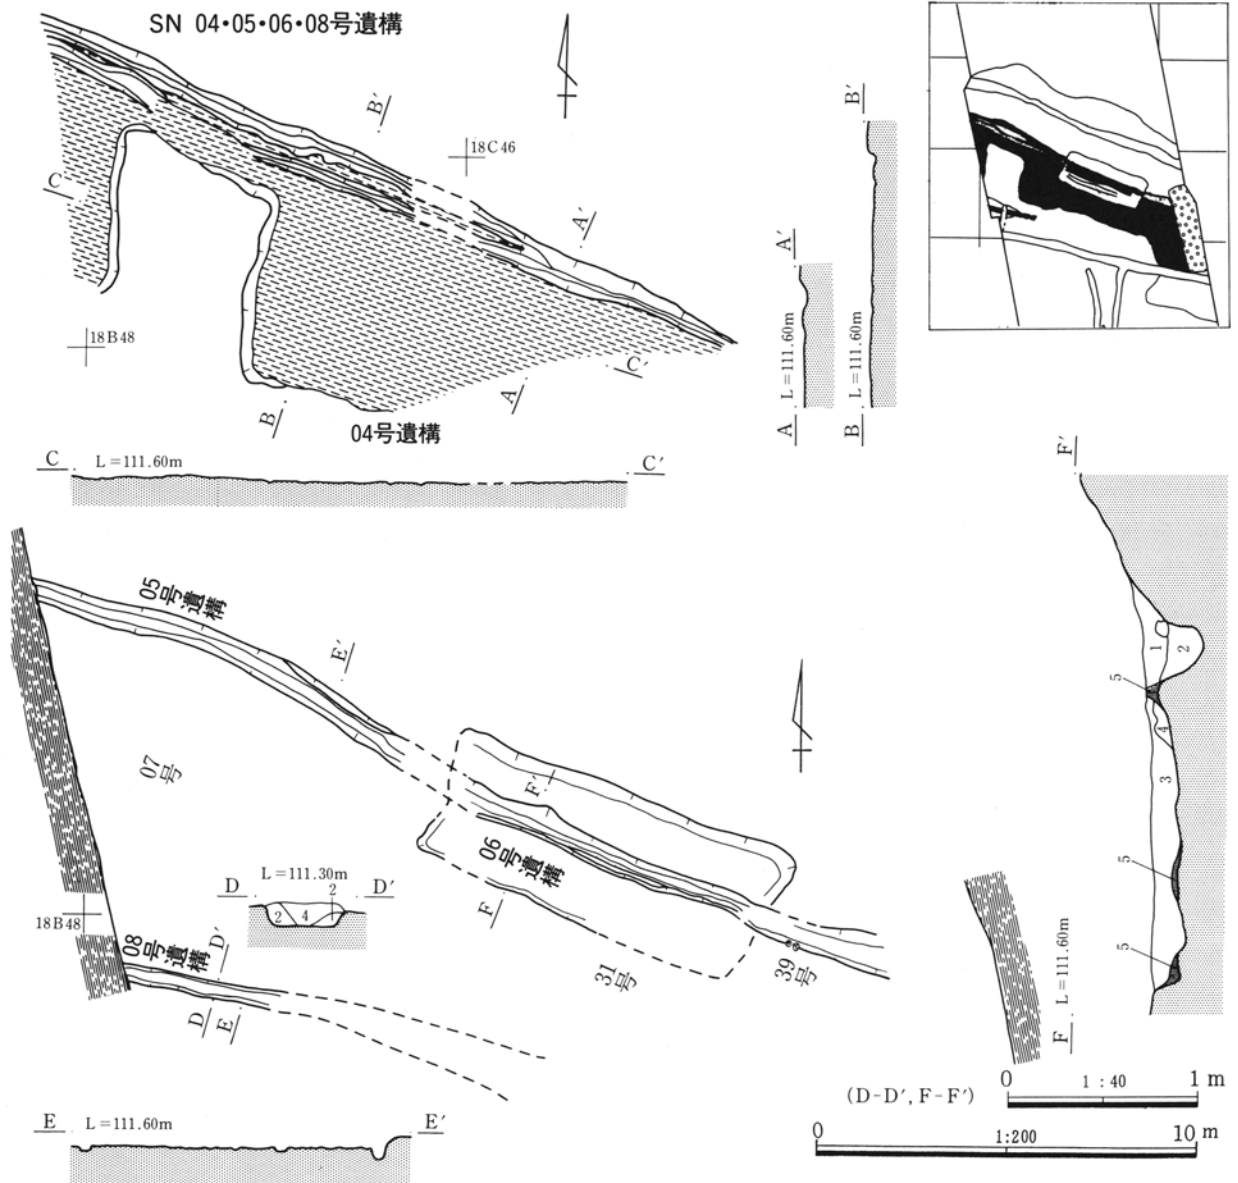 SN 04・05・06・08号遺構
B′
18C46
C
A′
18B48
C′
A
B
04号遺構
A′
L=111.60m
A
B′
L=111.60m
B
C L=111.60m C′
05号遺構
E′
07号
F′
06号遺構
F
31号
39号
D L=111.30m D′
2
2 4
18B48
08号遺構
D′
D
E
E L=111.60m E′
F′
1
2
5
4
3
5
5
F L=111.60m
(D-D′, F-F′)
0 1:40 1 m
0 1:200 10 m